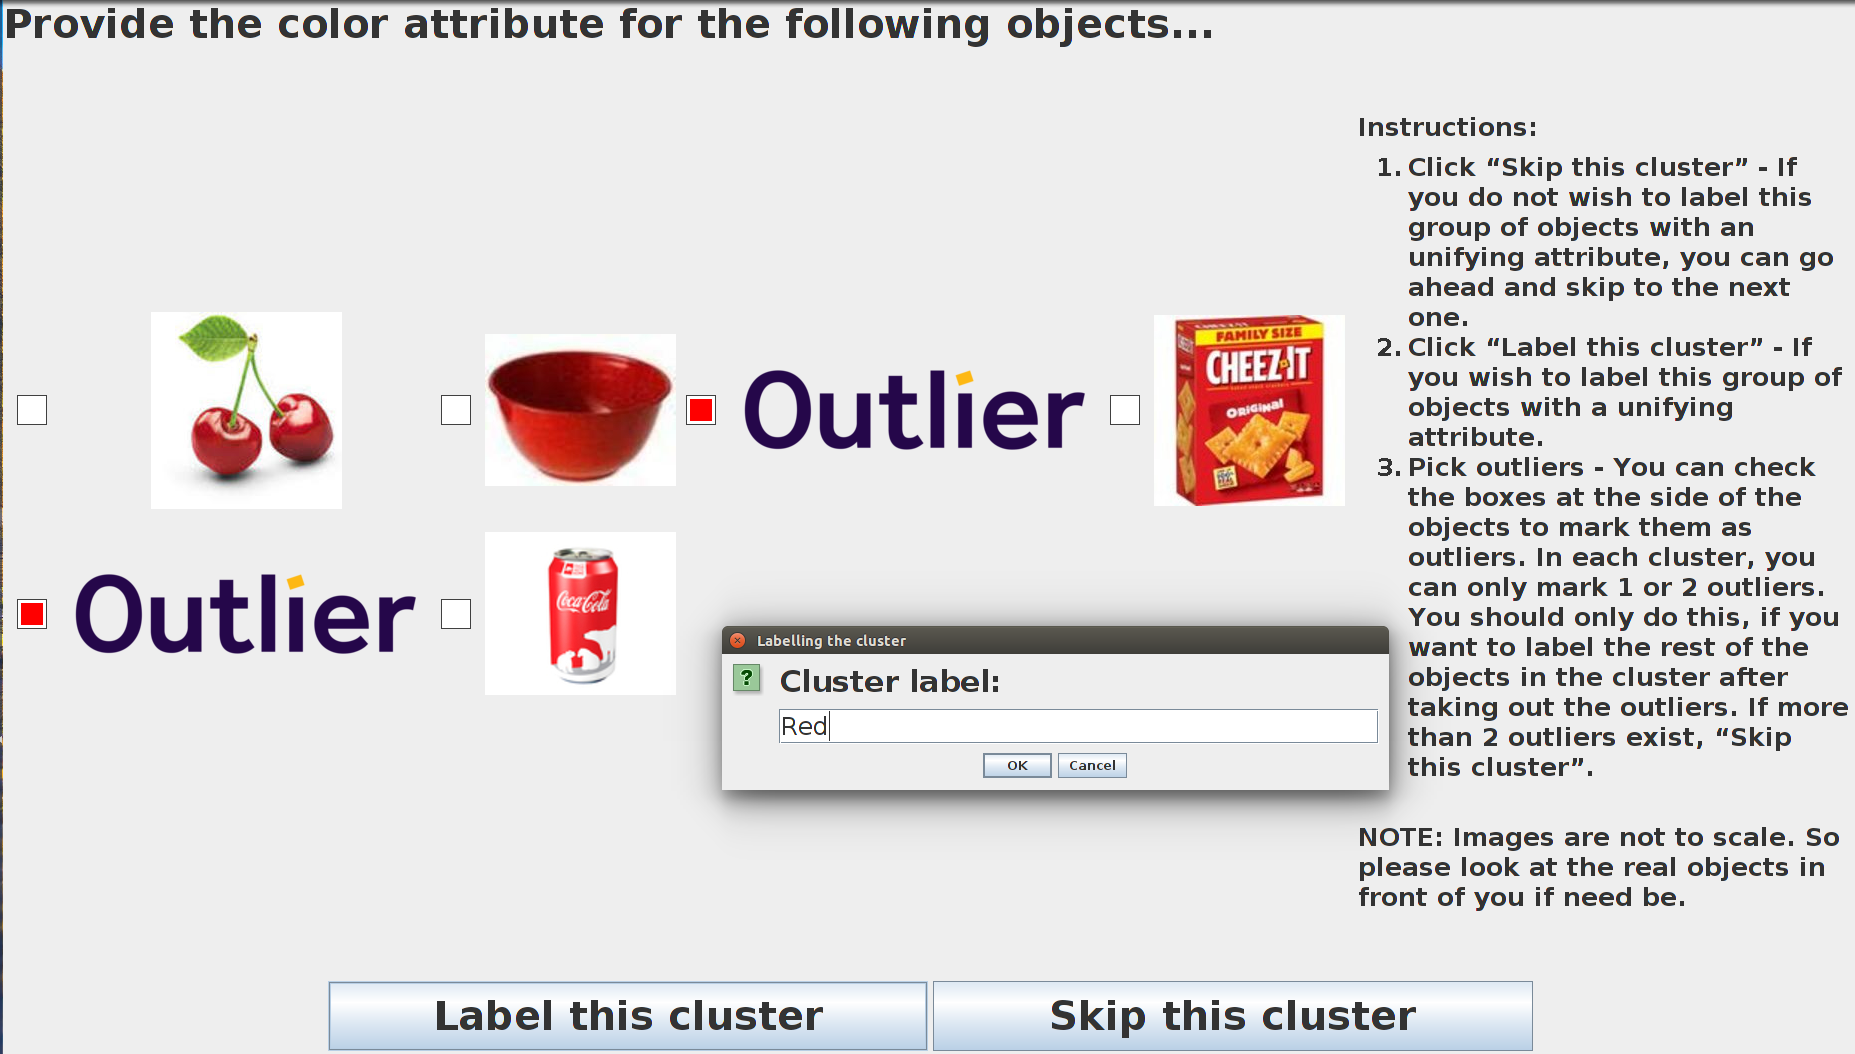 Provide the color attribute for the following objects...
Instructions:
1. Click “Skip this cluster” - If
you do not wish to label this
group of objects with an
unifying attribute, you can go
ahead and skip to the next
one.
2. Click “Label this cluster” - If
you wish to label this group of
objects with a unifying
attribute.
3. Pick outliers - You can check
the boxes at the side of the
objects to mark them as
outliers. In each cluster, you
can only mark 1 or 2 outliers.
You should only do this, if you
want to label the rest of the
objects in the cluster after
taking out the outliers. If more
than 2 outliers exist, “Skip
this cluster”.
NOTE: Images are not to scale. So
please look at the real objects in
front of you if need be.
Outlier
FAMILY SIZE
CHEEZ-IT
ORIGINAL
Outlier
Coca-Cola
Labelling the cluster
?
Cluster label:
Red
OK
Cancel
Label this cluster
Skip this cluster